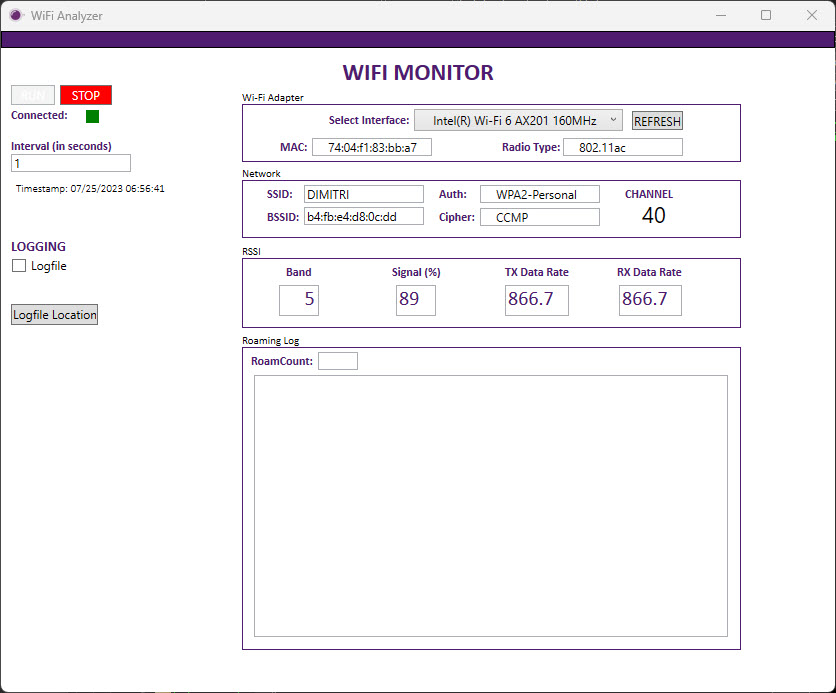 WiFi Analyzer
WIFI MONITOR
RUN STOP
Connected:
Interval (in seconds)
1
Timestamp: 07/25/2023 06:56:41
LOGGING
Logfile
Logfile Location
Wi-Fi Adapter
Select Interface: Intel(R) Wi-Fi 6 AX201 160MHz REFRESH
MAC: 74:04:f1:83:bb:a7 Radio Type: 802.11ac
Network
SSID: DIMITRI Auth: WPA2-Personal CHANNEL
BSSID: b4:fb:e4:d8:0c:dd Cipher: CCMP 40
RSSI
Band Signal (%) TX Data Rate RX Data Rate
5 89 866.7 866.7
Roaming Log
RoamCount: